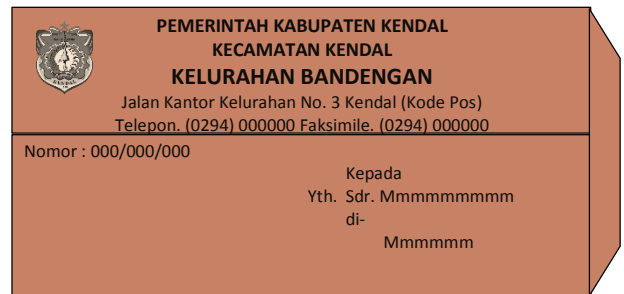 PEMERINTAH KABUPATEN KENDAL
KECAMATAN KENDAL
KELURAHAN BANDENGAN
Jalan Kantor Kelurahan No. 3 Kendal (Kode Pos)
Telepon. (0294) 000000 Faksimile. (0294) 000000
Nomor : 000/000/000
Kepada
Yth. Sdr. Mmmmmmmmm
di-
Mmmmmm
KENDAL